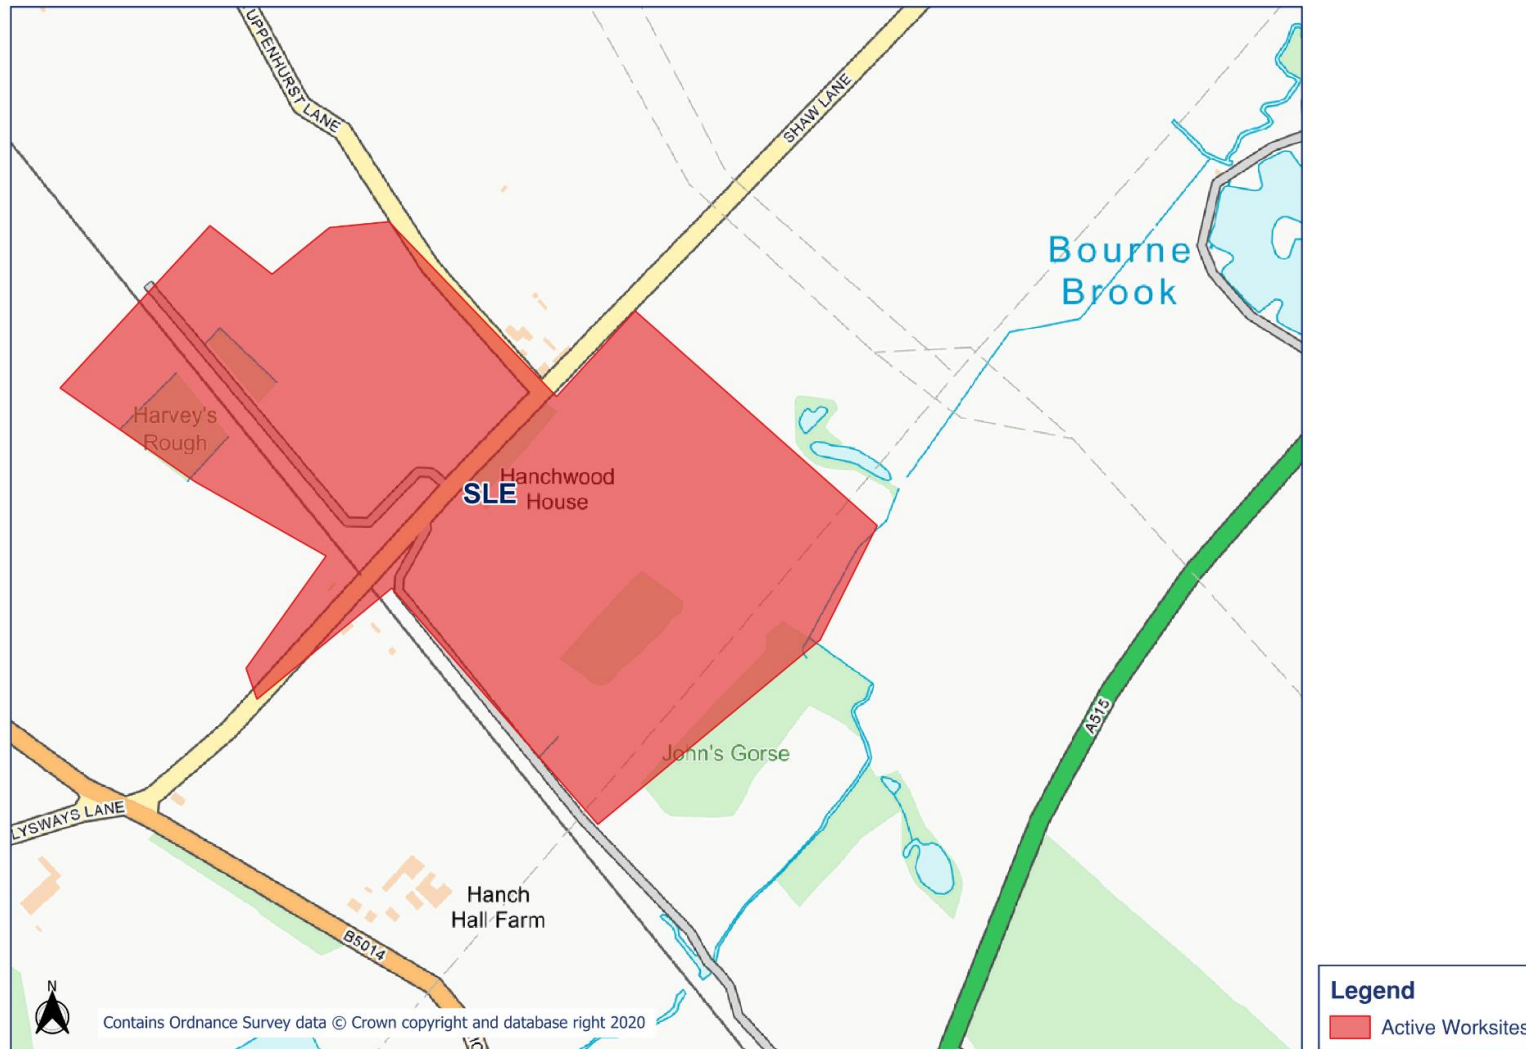 UPPENHURST LANE
SHAW LANE
Bourne
Brook
Harvey's
Rough
Hanchwood
House
SLE
A515
John's Gorse
LYSWAYS LANE
Hanch
Hall Farm
B5014
N
Contains Ordnance Survey data © Crown copyright and database right 2020
Legend
Active Worksites